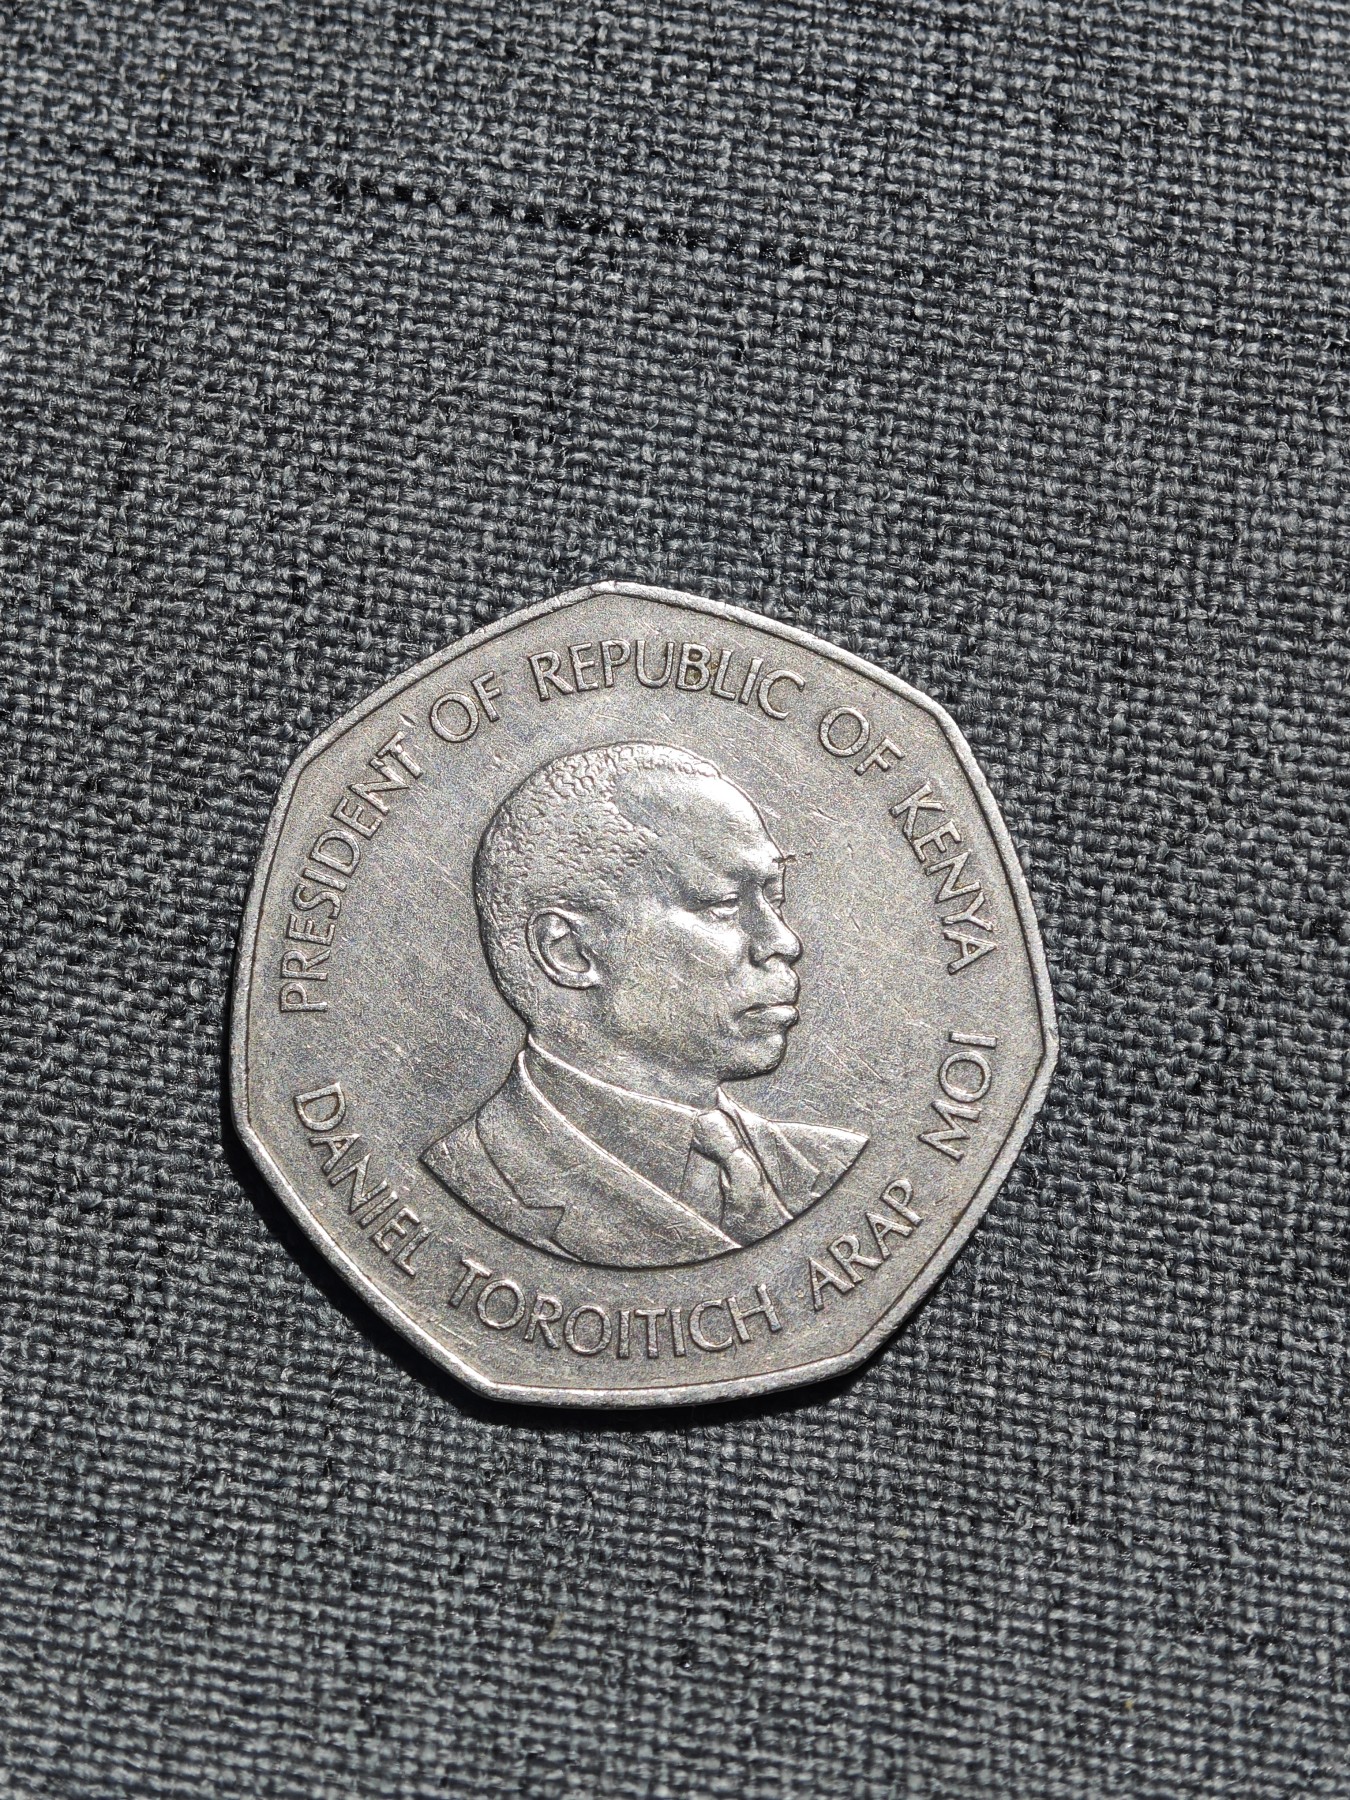 PRESIDENT OF REPUBLIC OF KENYA
DANIEL TOROITICH ARAP MOI